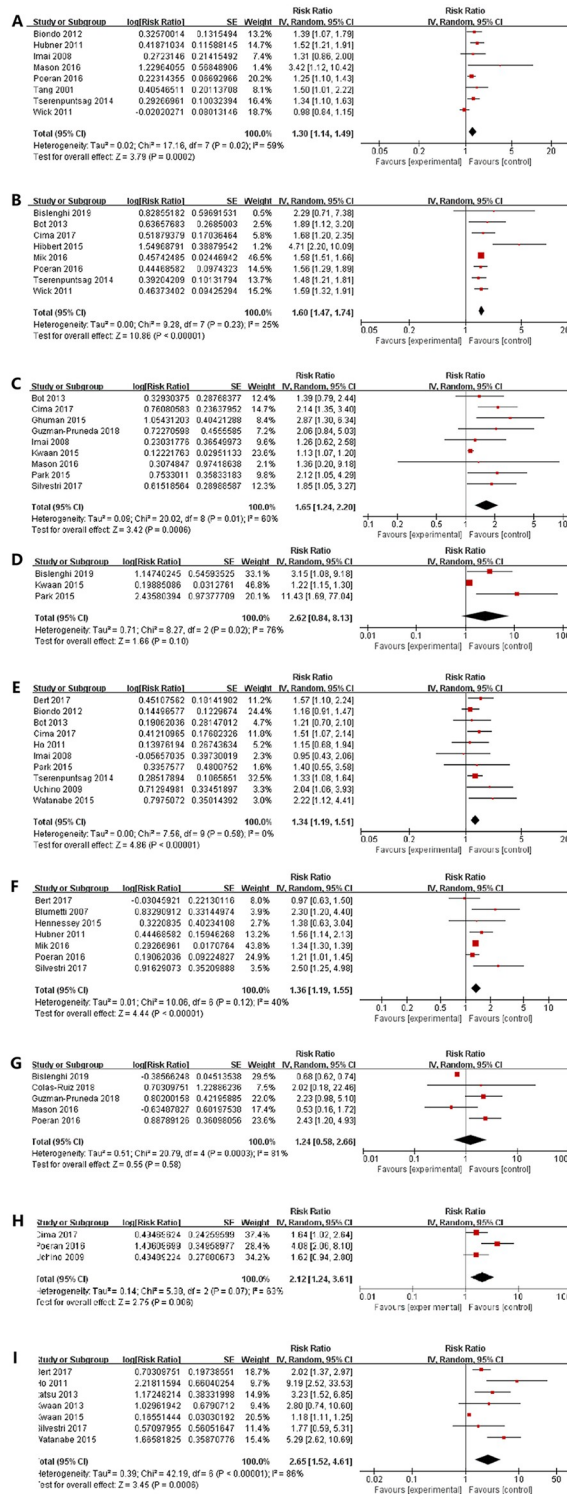 A
Risk Ratio Risk Ratio
Study or Subgroup log[Risk Ratio] SE Weight IV, Random, 95% CI IV, Random, 95% CI
Biondo 2012 0.32570014 0.1315494 13.2% 1.39 [1.07, 1.79]
Hubner 2011 0.41871034 0.11588145 14.7% 1.52 [1.21, 1.91]
Imai 2008 0.2723146 0.21415492 5.9% 1.31 [0.86, 2.00]
Mason 2016 1.22964055 0.56848906 1.4% 3.42 [1.12, 10.42]
Poeran 2016 0.22314355 0.06692966 20.2% 1.25 [1.10, 1.43]
Tang 2001 0.40546511 0.20113708 6.5% 1.50 [1.01, 2.22]
Tserenpuntsag 2014 0.29266961 0.10032394 16.4% 1.34 [1.10, 1.63]
Wick 2011 -0.02020271 0.08013146 18.7% 0.98 [0.84, 1.15]
Total (95% CI) 100.0% 1.30 [1.14, 1.49]
Heterogeneity: Tau² = 0.02; Chi² = 17.16, df = 7 (P = 0.02); I² = 59%
Test for overall effect: Z = 3.79 (P = 0.0002)
0.05 0.2 1 5 20
Favours [experimental] Favours [control]
B
Risk Ratio Risk Ratio
Study or Subgroup log[Risk Ratio] SE Weight IV, Random, 95% CI IV, Random, 95% CI
Bislenghi 2019 0.82855182 0.59691531 0.5% 2.29 [0.71, 7.38]
Bot 2013 0.63657683 0.2685003 2.4% 1.89 [1.12, 3.20]
Cima 2017 0.51879379 0.17036464 5.8% 1.68 [1.20, 2.35]
Hibbert 2015 1.54968791 0.38879542 1.2% 4.71 [2.20, 10.09]
Mik 2016 0.45742485 0.02446942 46.5% 1.58 [1.51, 1.66]
Poeran 2016 0.44468582 0.0974323 14.7% 1.56 [1.29, 1.89]
Tserenpuntsag 2014 0.39204209 0.10131794 13.7% 1.48 [1.21, 1.81]
Wick 2011 0.46373402 0.09425294 15.2% 1.59 [1.32, 1.91]
Total (95% CI) 100.0% 1.60 [1.47, 1.74]
Heterogeneity: Tau² = 0.00; Chi² = 9.28, df = 7 (P = 0.23); I² = 25%
Test for overall effect: Z = 10.86 (P < 0.00001)
0.05 0.2 1 5 20
Favours [experimental] Favours [control]
C
Risk Ratio Risk Ratio
Study or Subgroup log[Risk Ratio] SE Weight IV, Random, 95% CI IV, Random, 95% CI
Bot 2013 0.32930375 0.28768377 12.4% 1.39 [0.79, 2.44]
Cima 2017 0.76080583 0.23637952 14.7% 2.14 [1.35, 3.40]
Ghuman 2015 1.05431203 0.40421288 8.8% 2.87 [1.30, 6.34]
Guzman-Pruneda 2018 0.72270598 0.4555585 7.2% 2.06 [0.84, 5.03]
Imai 2008 0.23031776 0.36549973 9.9% 1.26 [0.62, 2.58]
Kwaan 2015 0.12221763 0.02951133 23.6% 1.13 [1.07, 1.20]
Mason 2016 0.3074847 0.97418638 2.1% 1.36 [0.20, 9.18]
Park 2015 0.7533011 0.35833183 9.8% 2.12 [1.05, 4.29]
Silvestri 2017 0.61518564 0.28988587 12.3% 1.85 [1.05, 3.27]
Total (95% CI) 100.0% 1.65 [1.24, 2.20]
Heterogeneity: Tau² = 0.09; Chi² = 20.02, df = 8 (P = 0.01); I² = 60%
Test for overall effect: Z = 3.42 (P = 0.0006)
0.1 0.2 0.5 1 2 5 10
Favours [experimental] Favours [control]
D
Risk Ratio Risk Ratio
Study or Subgroup log[Risk Ratio] SE Weight IV, Random, 95% CI IV, Random, 95% CI
Bislenghi 2019 1.14740245 0.54593525 33.1% 3.15 [1.08, 9.18]
Kwaan 2015 0.19885086 0.0312761 46.8% 1.22 [1.15, 1.30]
Park 2015 2.43580394 0.97377709 20.1% 11.43 [1.69, 77.04]
Total (95% CI) 100.0% 2.62 [0.84, 8.13]
Heterogeneity: Tau² = 0.71; Chi² = 8.27, df = 2 (P = 0.02); I² = 76%
Test for overall effect: Z = 1.66 (P = 0.10)
0.01 0.1 1 10 100
Favours [experimental] Favours [control]
E
Risk Ratio Risk Ratio
Study or Subgroup log[Risk Ratio] SE Weight IV, Random, 95% CI IV, Random, 95% CI
Bert 2017 0.45107562 0.18141902 11.2% 1.57 [1.10, 2.24]
Biondo 2012 0.14498577 0.1229674 24.4% 1.16 [0.91, 1.47]
Bot 2013 0.19062036 0.28147012 4.7% 1.21 [0.70, 2.10]
Cima 2017 0.41210965 0.17602326 11.9% 1.51 [1.07, 2.14]
Ho 2011 0.13976194 0.26743634 5.1% 1.15 [0.68, 1.94]
Imai 2008 -0.05657035 0.39730019 2.3% 0.95 [0.43, 2.06]
Park 2015 0.3357577 0.4800752 1.6% 1.40 [0.55, 3.58]
Tserenpuntsag 2014 0.28517894 0.1065651 32.5% 1.33 [1.08, 1.64]
Uchino 2009 0.71294981 0.33451897 3.3% 2.04 [1.06, 3.93]
Watanabe 2015 0.7975072 0.35014392 3.0% 2.22 [1.12, 4.41]
Total (95% CI) 100.0% 1.34 [1.19, 1.51]
Heterogeneity: Tau² = 0.00; Chi² = 7.56, df = 9 (P = 0.58); I² = 0%
Test for overall effect: Z = 4.86 (P < 0.00001)
0.05 0.2 1 5 20
Favours [experimental] Favours [control]
F
Risk Ratio Risk Ratio
Study or Subgroup log[Risk Ratio] SE Weight IV, Random, 95% CI IV, Random, 95% CI
Bert 2017 -0.03045921 0.22130116 8.0% 0.97 [0.63, 1.50]
Blumetti 2007 0.83290912 0.33144974 3.9% 2.30 [1.20, 4.40]
Hennessey 2015 0.3220835 0.40234108 2.7% 1.38 [0.63, 3.04]
Hubner 2011 0.44468582 0.15946268 13.2% 1.56 [1.14, 2.13]
Mik 2016 0.29266961 0.0170764 43.8% 1.34 [1.30, 1.39]
Poeran 2016 0.19062036 0.09224827 24.9% 1.21 [1.01, 1.45]
Silvestri 2017 0.91629073 0.35209888 3.5% 2.50 [1.25, 4.98]
Total (95% CI) 100.0% 1.36 [1.19, 1.55]
Heterogeneity: Tau² = 0.01; Chi² = 10.06, df = 6 (P = 0.12); I² = 40%
Test for overall effect: Z = 4.44 (P < 0.00001)
0.05 0.2 1 5 20
Favours [experimental] Favours [control]
G
Risk Ratio Risk Ratio
Study or Subgroup log[Risk Ratio] SE Weight IV, Random, 95% CI IV, Random, 95% CI
Bislenghi 2019 -0.38566248 0.04513538 29.5% 0.68 [0.62, 0.74]
Colas-Ruiz 2018 0.70309751 1.22886236 7.5% 2.02 [0.18, 22.46]
Guzman-Pruneda 2018 0.80200158 0.42195885 22.0% 2.23 [0.98, 5.10]
Mason 2016 -0.63487827 0.60197538 17.4% 0.53 [0.16, 1.72]
Poeran 2016 0.88789126 0.36098056 23.6% 2.43 [1.20, 4.93]
Total (95% CI) 100.0% 1.24 [0.58, 2.66]
Heterogeneity: Tau² = 0.51; Chi² = 20.79, df = 4 (P = 0.0003); I² = 81%
Test for overall effect: Z = 0.55 (P = 0.58)
0.01 0.1 1 10 100
Favours [experimental] Favours [control]
H
Risk Ratio Risk Ratio
Study or Subgroup log[Risk Ratio] SE Weight IV, Random, 95% CI IV, Random, 95% CI
Cima 2017 0.49469624 0.24259599 37.4% 1.64 [1.02, 2.64]
Poeran 2016 1.40609699 0.34958977 28.4% 4.08 [2.06, 8.10]
Uchino 2009 0.48489224 0.27880673 34.2% 1.62 [0.94, 2.80]
Total (95% CI) 100.0% 2.12 [1.24, 3.61]
Heterogeneity: Tau² = 0.14; Chi² = 5.30, df = 2 (P = 0.07); I² = 63%
Test for overall effect: Z = 2.75 (P = 0.006)
0.01 0.1 1 10 100
Favours [experimental] Favours [control]
I
Risk Ratio Risk Ratio
Study or Subgroup log[Risk Ratio] SE Weight IV, Random, 95% CI IV, Random, 95% CI
Bert 2017 0.70309751 0.19738551 18.7% 2.02 [1.37, 2.97]
Ho 2011 2.21811594 0.66040254 9.7% 9.19 [2.52, 33.53]
tatsu 2013 1.17248214 0.38331998 14.9% 3.23 [1.52, 6.85]
Kwaan 2013 1.02961942 0.6790712 9.4% 2.80 [0.74, 10.60]
Kwaan 2015 0.16551444 0.03030192 20.5% 1.18 [1.11, 1.25]
Silvestri 2017 0.57097955 0.56051647 11.4% 1.77 [0.59, 5.31]
Watanabe 2015 1.66581825 0.35870776 15.4% 5.29 [2.62, 10.69]
Total (95% CI) 100.0% 2.65 [1.52, 4.61]
Heterogeneity: Tau² = 0.39; Chi² = 42.19, df = 6 (P < 0.00001); I² = 86%
Test for overall effect: Z = 3.45 (P = 0.0006)
0.02 0.1 1 10 50
Favours [experimental] Favours [control]